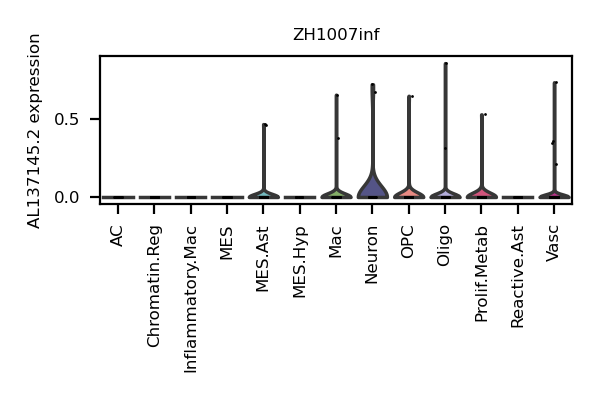 ZH1007inf
AL137145.2 expression
0.5
0.0
AC
Chromatin.Reg
Inflammatory.Mac
MES
MES.Ast
MES.Hyp
Mac
Neuron
OPC
Oligo
Prolif.Metab
Reactive.Ast
Vasc